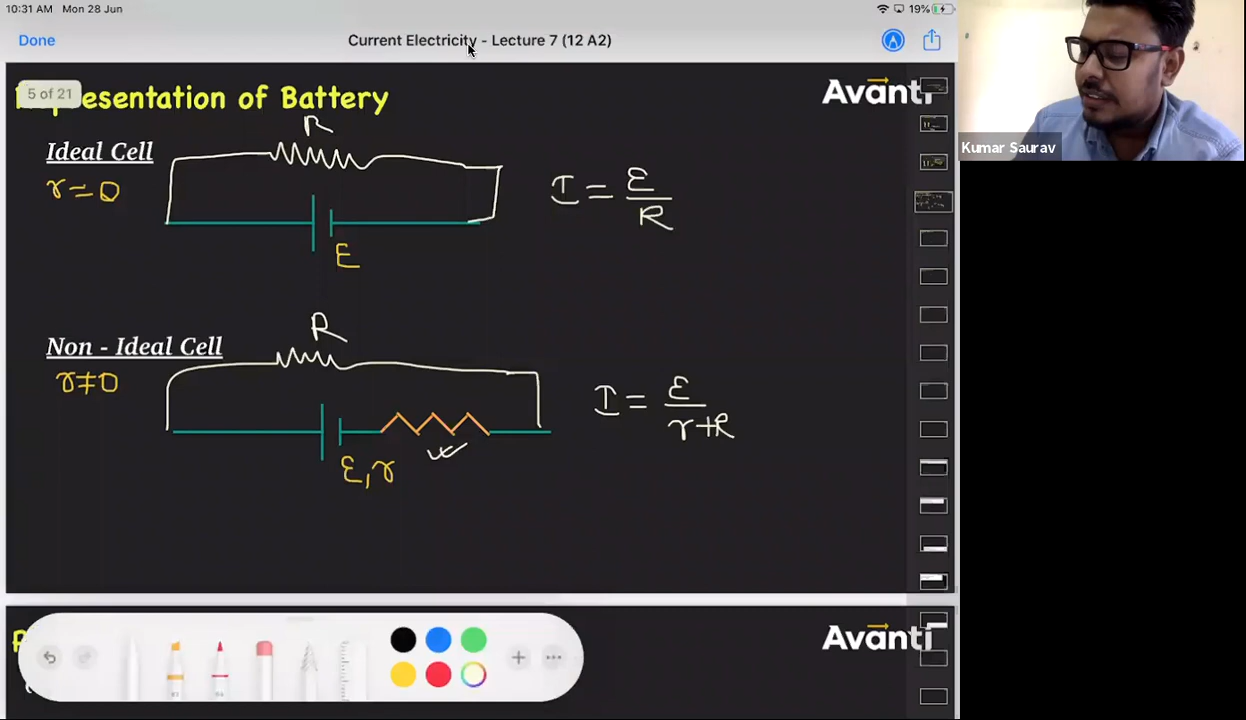 10:31 AM Mon 28 Jun
19%
Done
Current Electricity - Lecture 7 (12 A2)
5 of 21
esentation of Battery
Avanti
Kumar Saurav
R
Ideal Cell
r = 0
I = ε/R
E
R
Non - Ideal Cell
r ≠ 0
I = ε/r+R
ε, r
Avanti